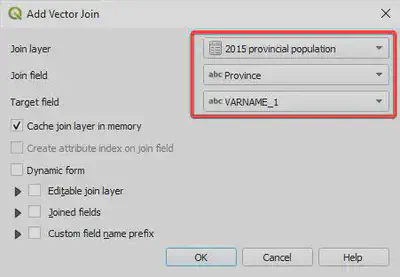 Add Vector Join
Join layer 2015 provincial population
Join field abc Province
Target field abc VARNAME_1
Cache join layer in memory
Create attribute index on join field
Dynamic form
Editable join layer
Joined fields
Custom field name prefix
OK Cancel Help